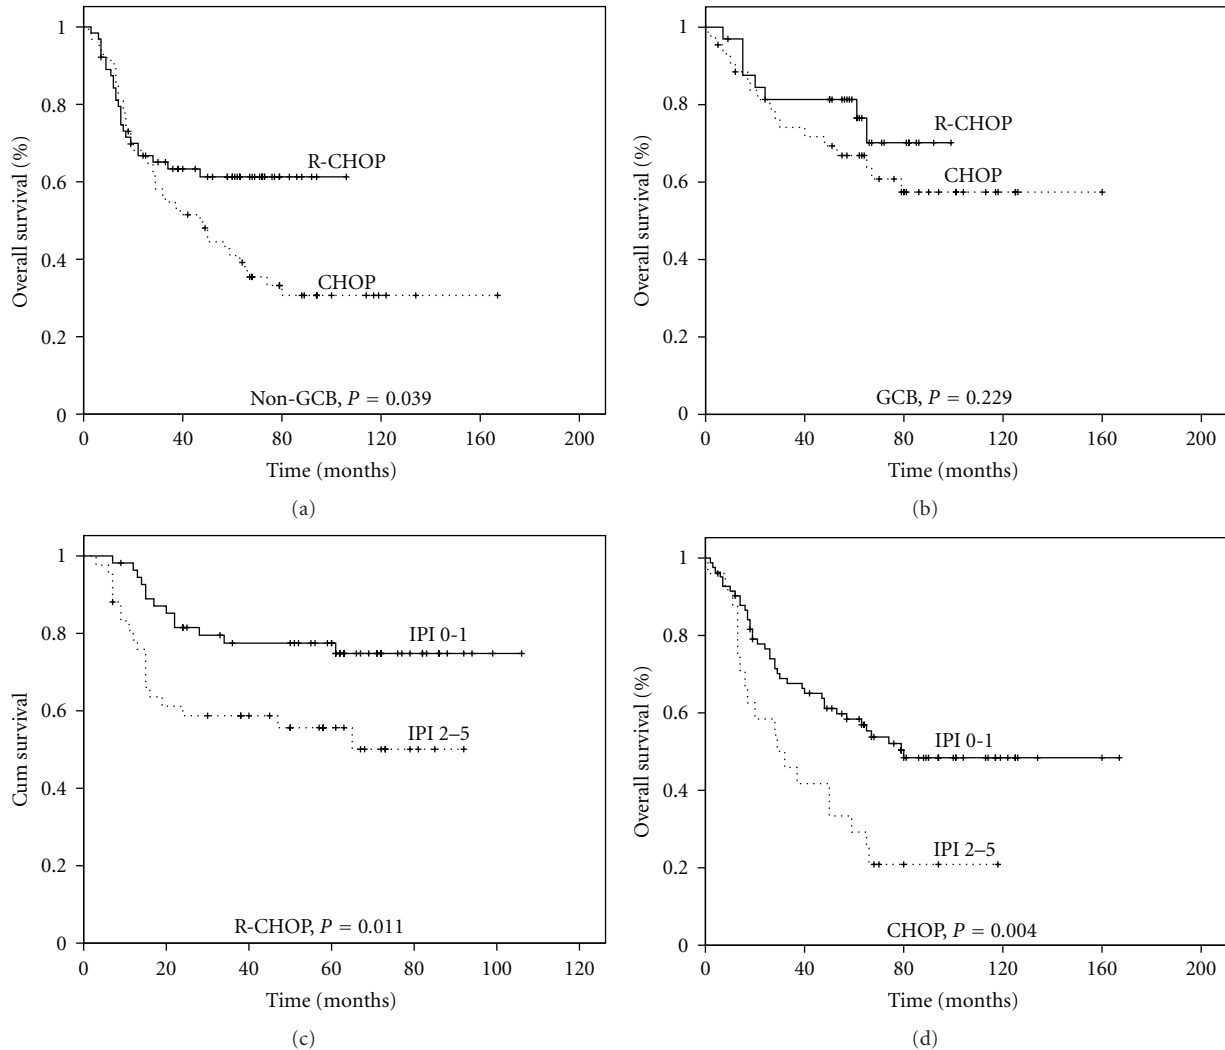 1
0.8
0.6
0.4
0.2
0
Overall survival (%)
R-CHOP
CHOP
Non-GCB, P = 0.039
0 40 80 120 160 200
Time (months)
(a)
1
0.8
0.6
0.4
0.2
0
Overall survival (%)
R-CHOP
CHOP
GCB, P = 0.229
0 40 80 120 160 200
Time (months)
(b)
1
0.8
0.6
0.4
0.2
0
Cum survival
IPI 0-1
IPI 2–5
R-CHOP, P = 0.011
0 20 40 60 80 100 120
Time (months)
(c)
1
0.8
0.6
0.4
0.2
0
Overall survival (%)
IPI 0-1
IPI 2–5
CHOP, P = 0.004
0 40 80 120 160 200
Time (months)
(d)